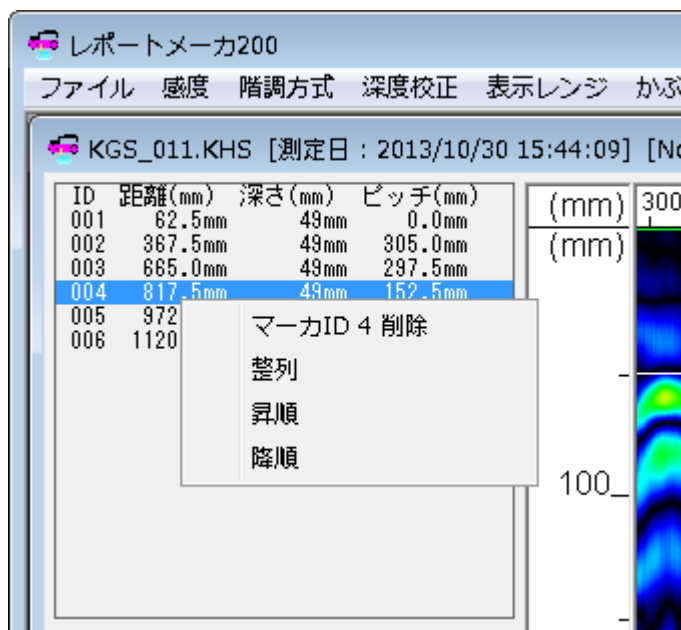 レポートメーカ200
ファイル 感度 階調方式 深度校正 表示レンジ かぶ
KGS_011.KHS [測定日 : 2013/10/30 15:44:09] [No
ID 距離(mm) 深さ(mm) ピッチ(mm)
001 62.5mm 49mm 0.0mm
002 367.5mm 49mm 305.0mm
003 665.0mm 49mm 297.5mm
004 817.5mm 49mm 152.5mm
005 972
006 1120
マーカID 4 削除
整列
昇順
降順
(mm) 300
(mm)
100